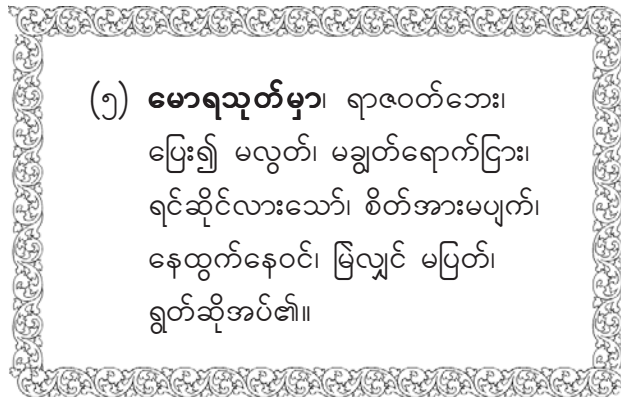 (၅) မောရသုတ်မှာ၊ ရာဇဝတ်ဘေး၊
ပြေး၍ မလွတ်၊ မချွတ်ရောက်ငြား၊
ရင်ဆိုင်လားသော်၊ စိတ်အားမပျက်၊
နေထွက်နေဝင်၊ မြဲလျှင် မပြတ်၊
ရွတ်ဆိုအပ်၏။